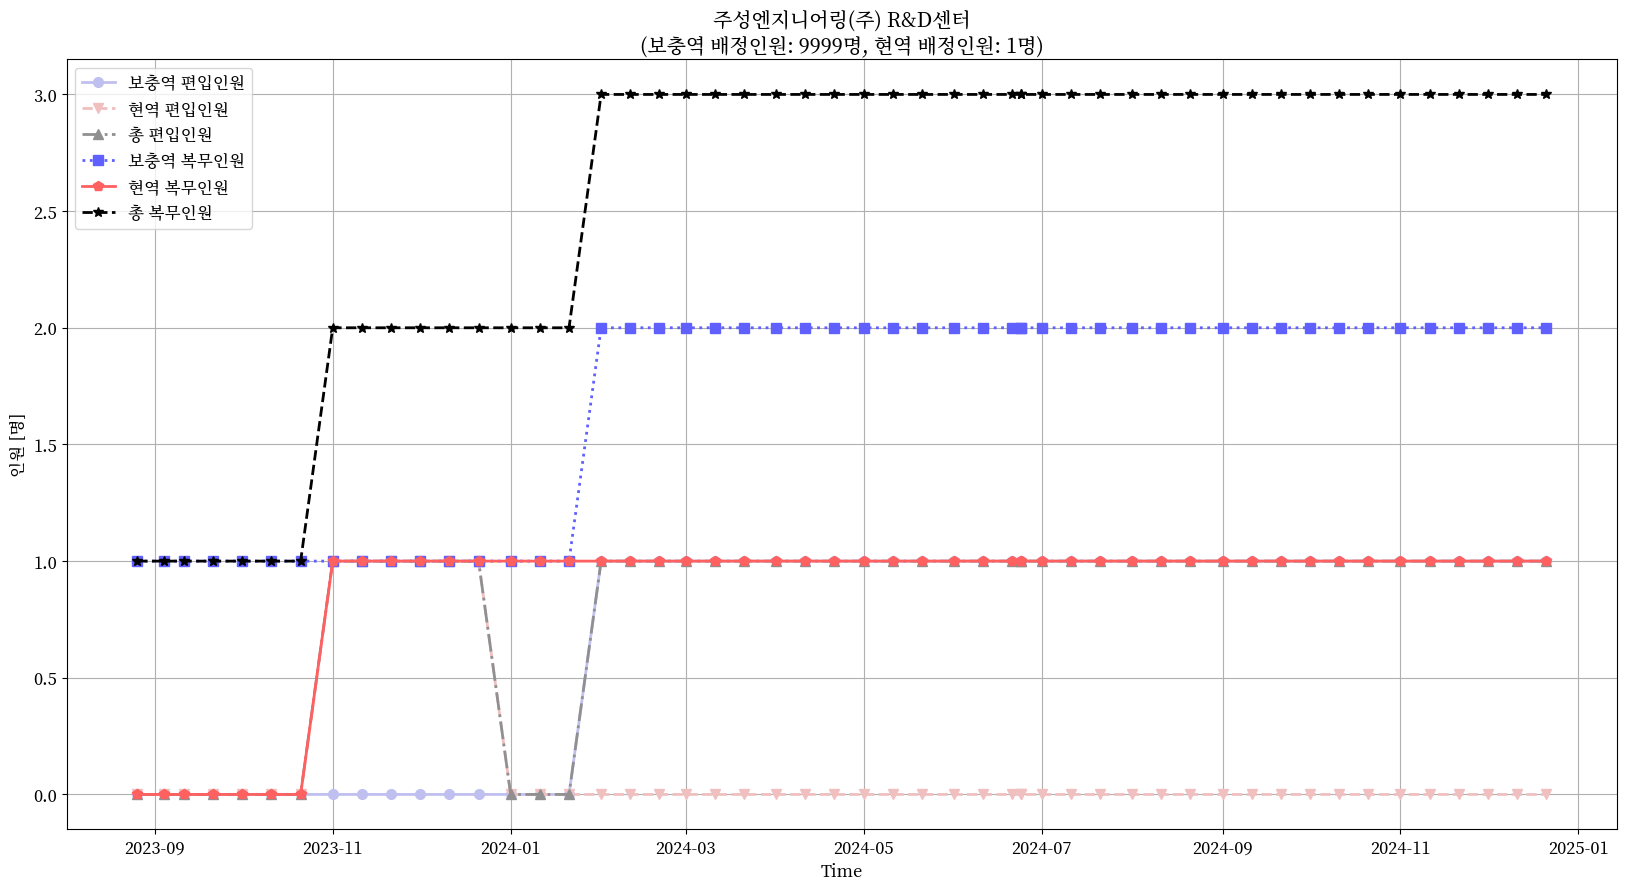 주성엔지니어링(주) R&D센터
(보충역 배정인원: 9999명, 현역 배정인원: 1명)
보충역 편입인원
현역 편입인원
총 편입인원
보충역 복무인원
현역 복무인원
총 복무인원
3.0
2.5
2.0
1.5
1.0
0.5
0.0
인원 [명]
2023-09
2023-11
2024-01
2024-03
2024-05
2024-07
2024-09
2024-11
2025-01
Time